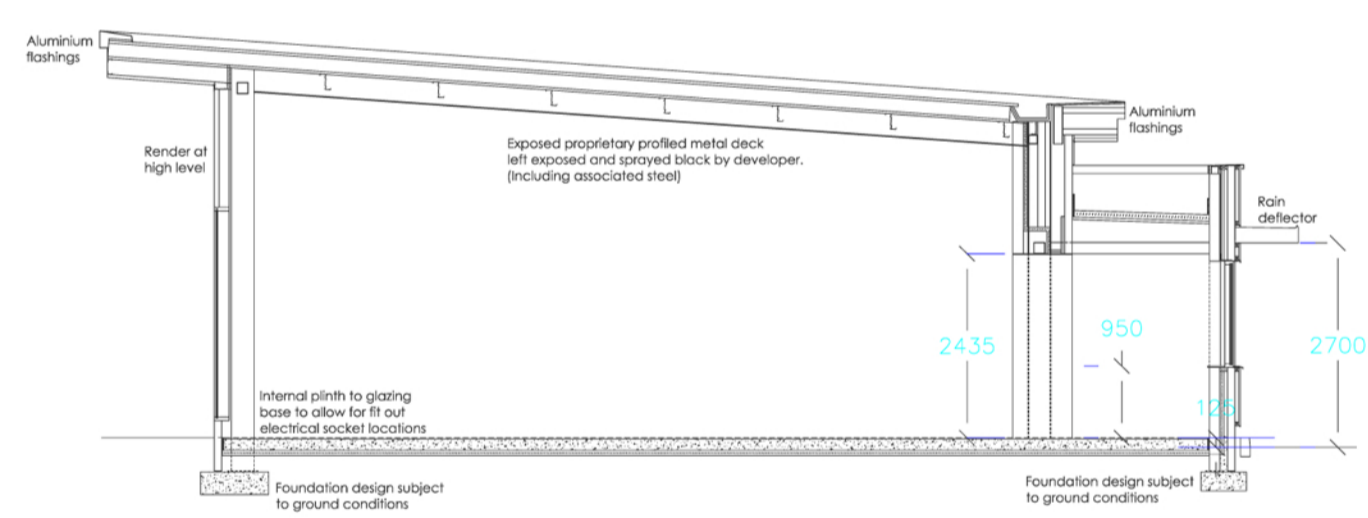 Aluminium
flashings
Aluminium
flashings
Render at
high level
Exposed proprietary profiled metal deck
left exposed and sprayed black by developer.
(Including associated steel)
Rain
deflector
950
2435
2700
Internal plinth to glazing
base to allow for fit out
electrical socket locations
125
Foundation design subject
to ground conditions
Foundation design subject
to ground conditions